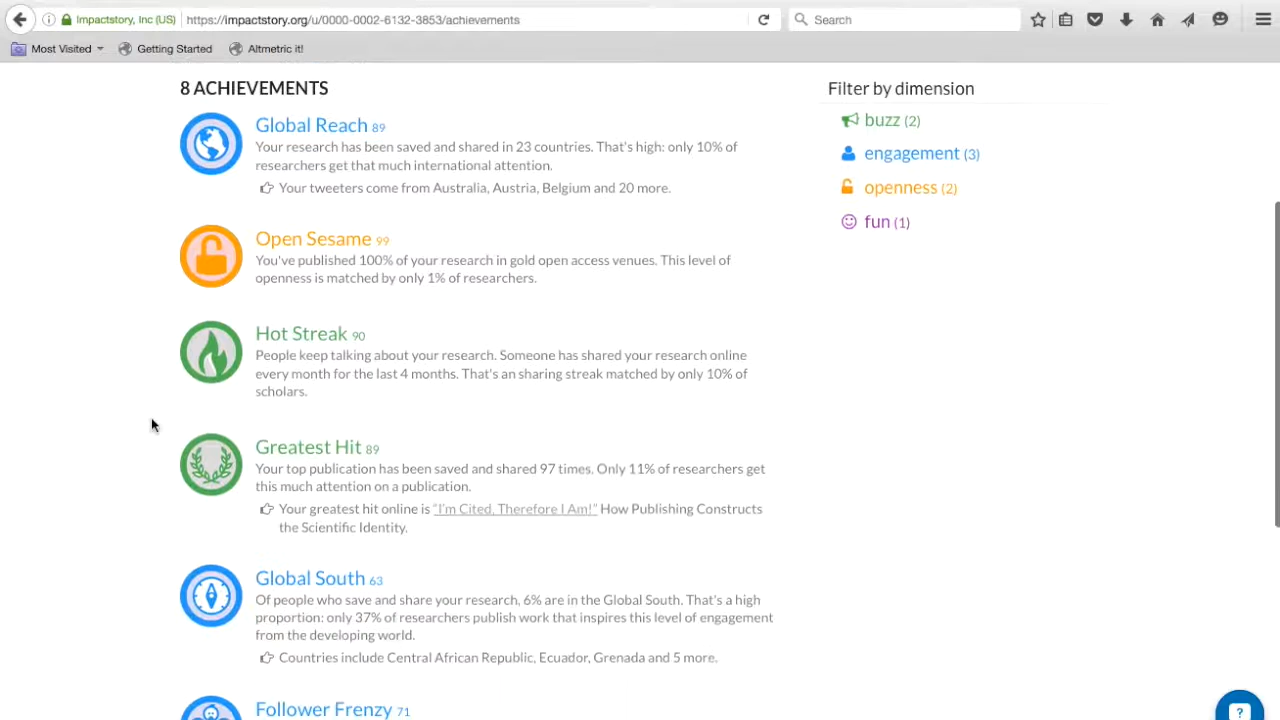 Impactstory, Inc (US) https://impactstory.org/u/0000-0002-6132-3853/achievements Search
Most Visited Getting Started Altmetric it!
8 ACHIEVEMENTS
Global Reach 89
Your research has been saved and shared in 23 countries. That's high: only 10% of
researchers get that much international attention.
Your tweeters come from Australia, Austria, Belgium and 20 more.
Open Sesame 99
You've published 100% of your research in gold open access venues. This level of
openness is matched by only 1% of researchers.
Hot Streak 90
People keep talking about your research. Someone has shared your research online
every month for the last 4 months. That's an sharing streak matched by only 10% of
scholars.
Greatest Hit 89
Your top publication has been saved and shared 97 times. Only 11% of researchers get
this much attention on a publication.
Your greatest hit online is "I'm Cited, Therefore I Am!" How Publishing Constructs
the Scientific Identity.
Global South 63
Of people who save and share your research, 6% are in the Global South. That's a high
proportion: only 37% of researchers publish work that inspires this level of engagement
from the developing world.
Countries include Central African Republic, Ecuador, Grenada and 5 more.
Follower Frenzy 71
Filter by dimension
buzz (2)
engagement (3)
openness (2)
fun (1)
?